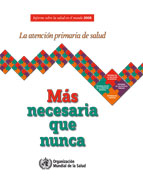 Informe sobre la salud en el mundo 2008
La atención primaria de salud
Más
necesaria
que
nunca
Organización
Mundial de la Salud